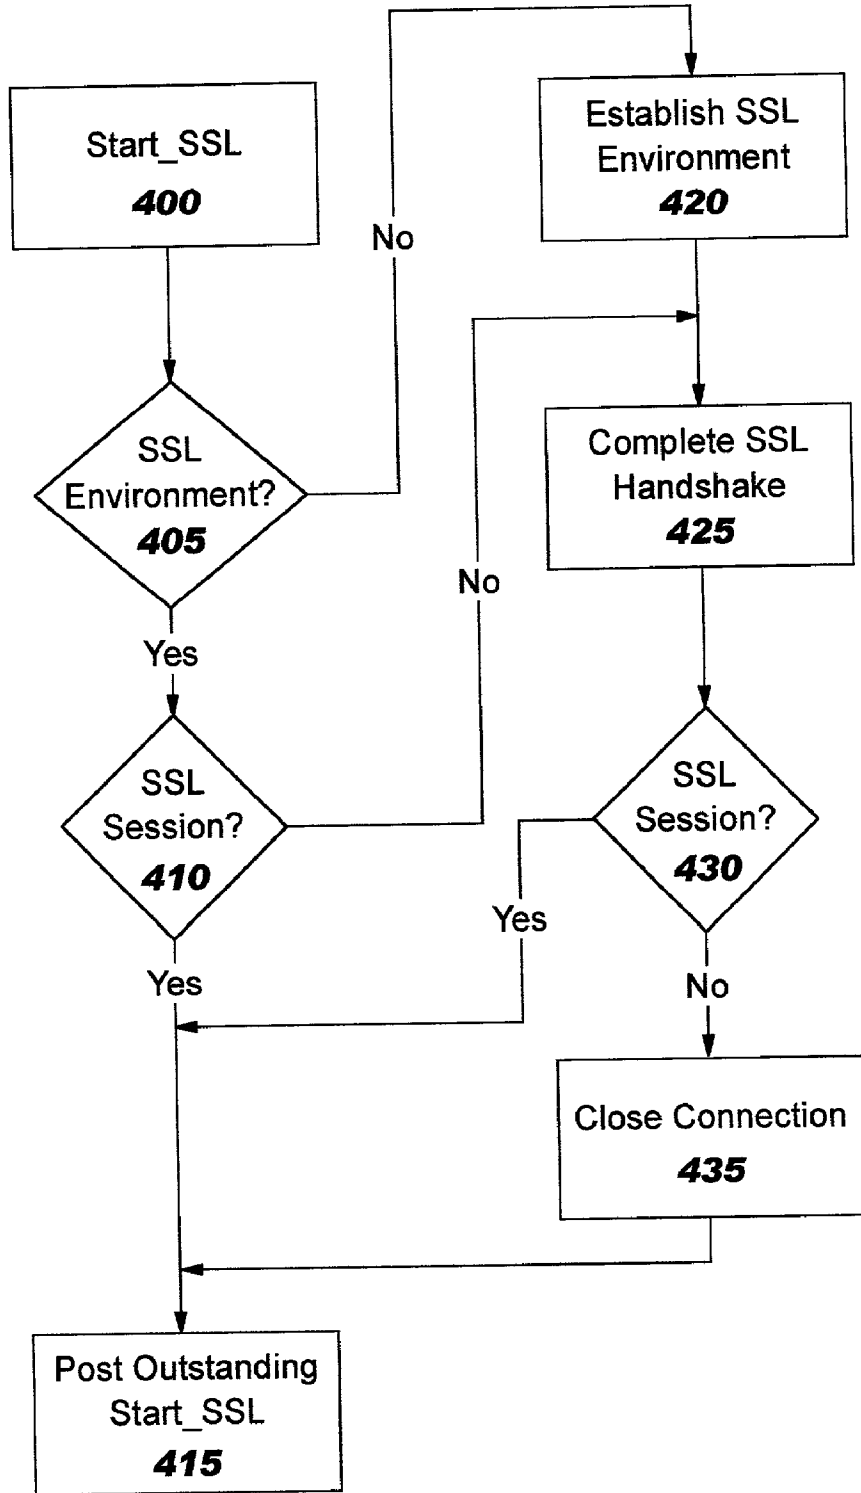 Start_SSL
400
No
Establish SSL
Environment
420
SSL
Environment?
405
Yes
Complete SSL
Handshake
425
No
SSL
Session?
410
Yes
SSL
Session?
430
Yes
No
Close Connection
435
Post Outstanding
Start_SSL
415